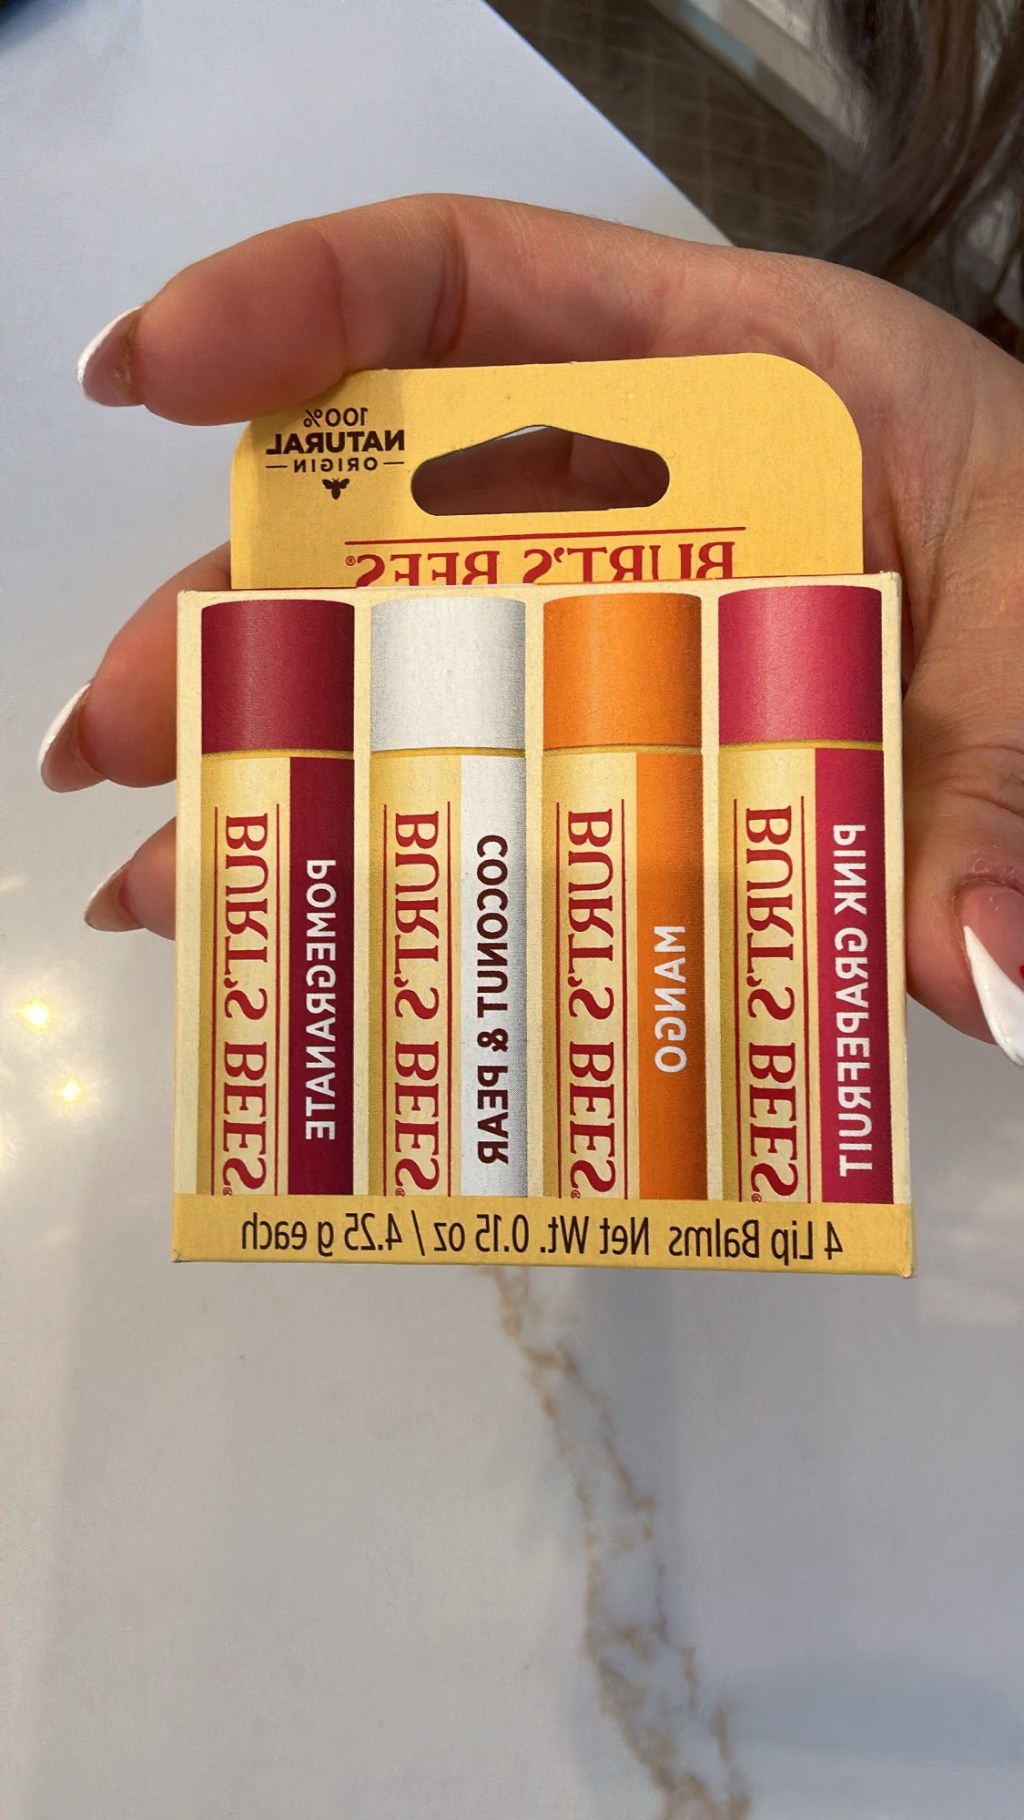 100%
NATURAL
ORIGIN
BURT'S BEES®
BURT'S BEES®
POMEGRANATE
BURT'S BEES®
COCONUT & PEAR
BURT'S BEES®
MANGO
BURT'S BEES®
PINK GRAPEFRUIT
4 Lip Balms Net Wt. 0.15 oz / 4.25 g each